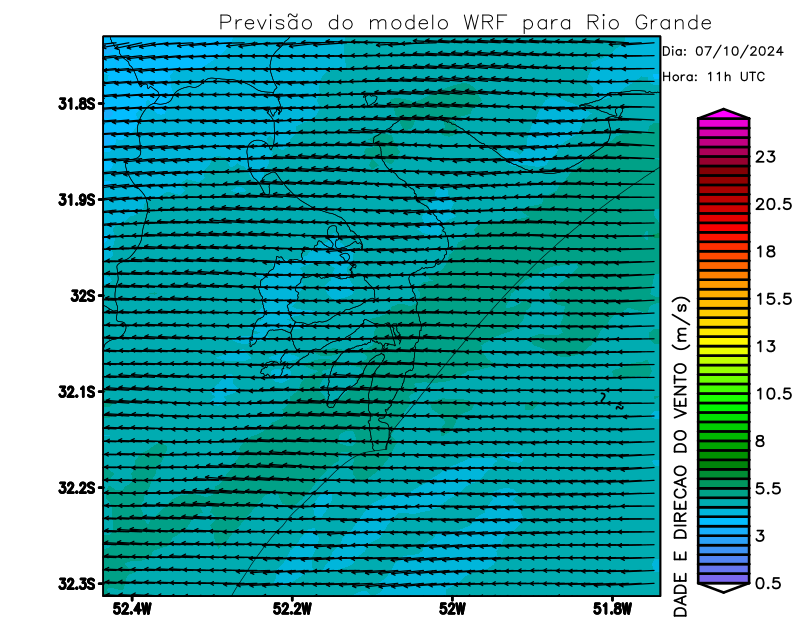 Previsão do modelo WRF para Rio Grande
Dia: 07/10/2024
Hora: 11h UTC
31.8S
31.9S
32S
32.1S
32.2S
32.3S
52.4W
52.2W
52W
51.8W
23
20.5
18
15.5
13
10.5
8
5.5
3
0.5
DADE E DIRECAO DO VENTO (m/s)